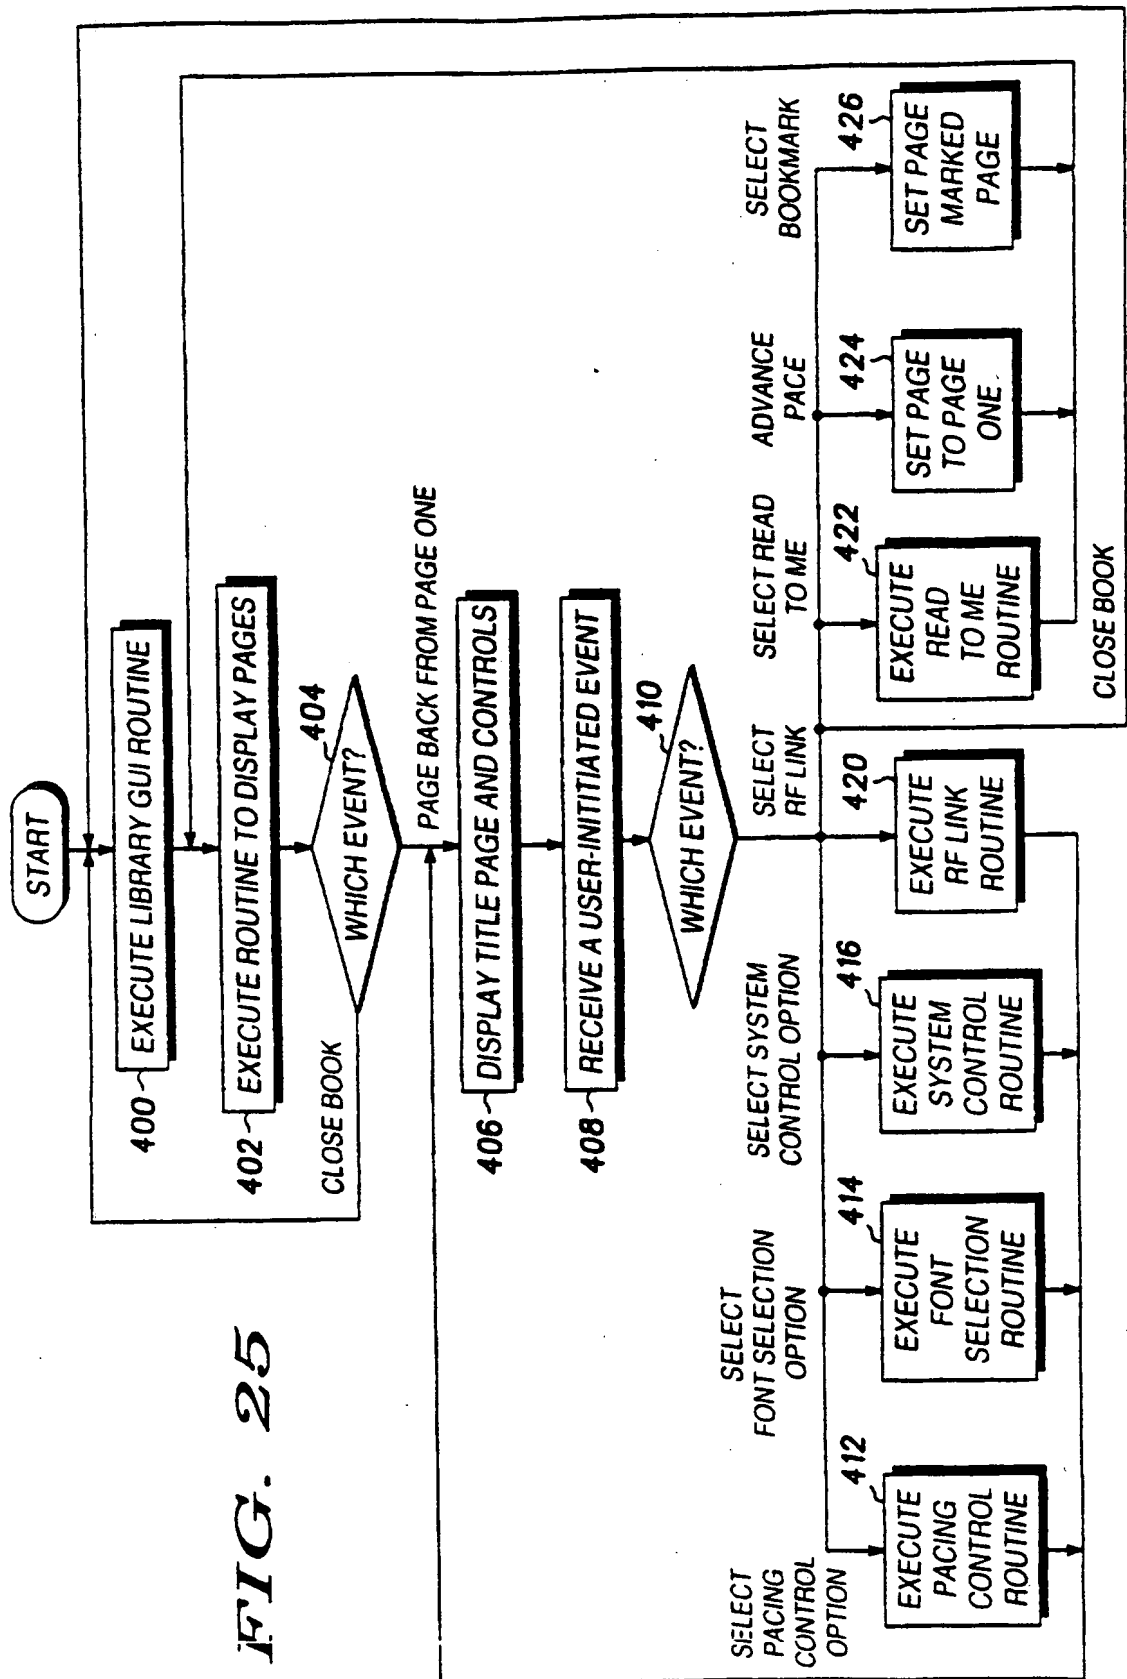 FIG. 25
START
EXECUTE LIBRARY GUI ROUTINE
400
EXECUTE ROUTINE TO DISPLAY PAGES
402
WHICH EVENT?
404
CLOSE BOOK
PAGE BACK FROM PAGE ONE
DISPLAY TITLE PAGE AND CONTROLS
406
RECEIVE A USER-INITIATED EVENT
408
WHICH EVENT?
410
SELECT
PACING
CONTROL
OPTION
412
EXECUTE
PACING
CONTROL
ROUTINE
SELECT
FONT SELECTION
OPTION
414
EXECUTE
FONT
SELECTION
ROUTINE
SELECT SYSTEM
CONTROL OPTION
416
EXECUTE
SYSTEM
CONTROL
ROUTINE
SELECT
RF LINK
420
EXECUTE
RF LINK
ROUTINE
SELECT READ
TO ME
422
EXECUTE
READ
TO ME
ROUTINE
ADVANCE
PACE
424
SET PAGE
TO PAGE
ONE
SELECT
BOOKMARK
426
SET PAGE
MARKED
PAGE
CLOSE BOOK